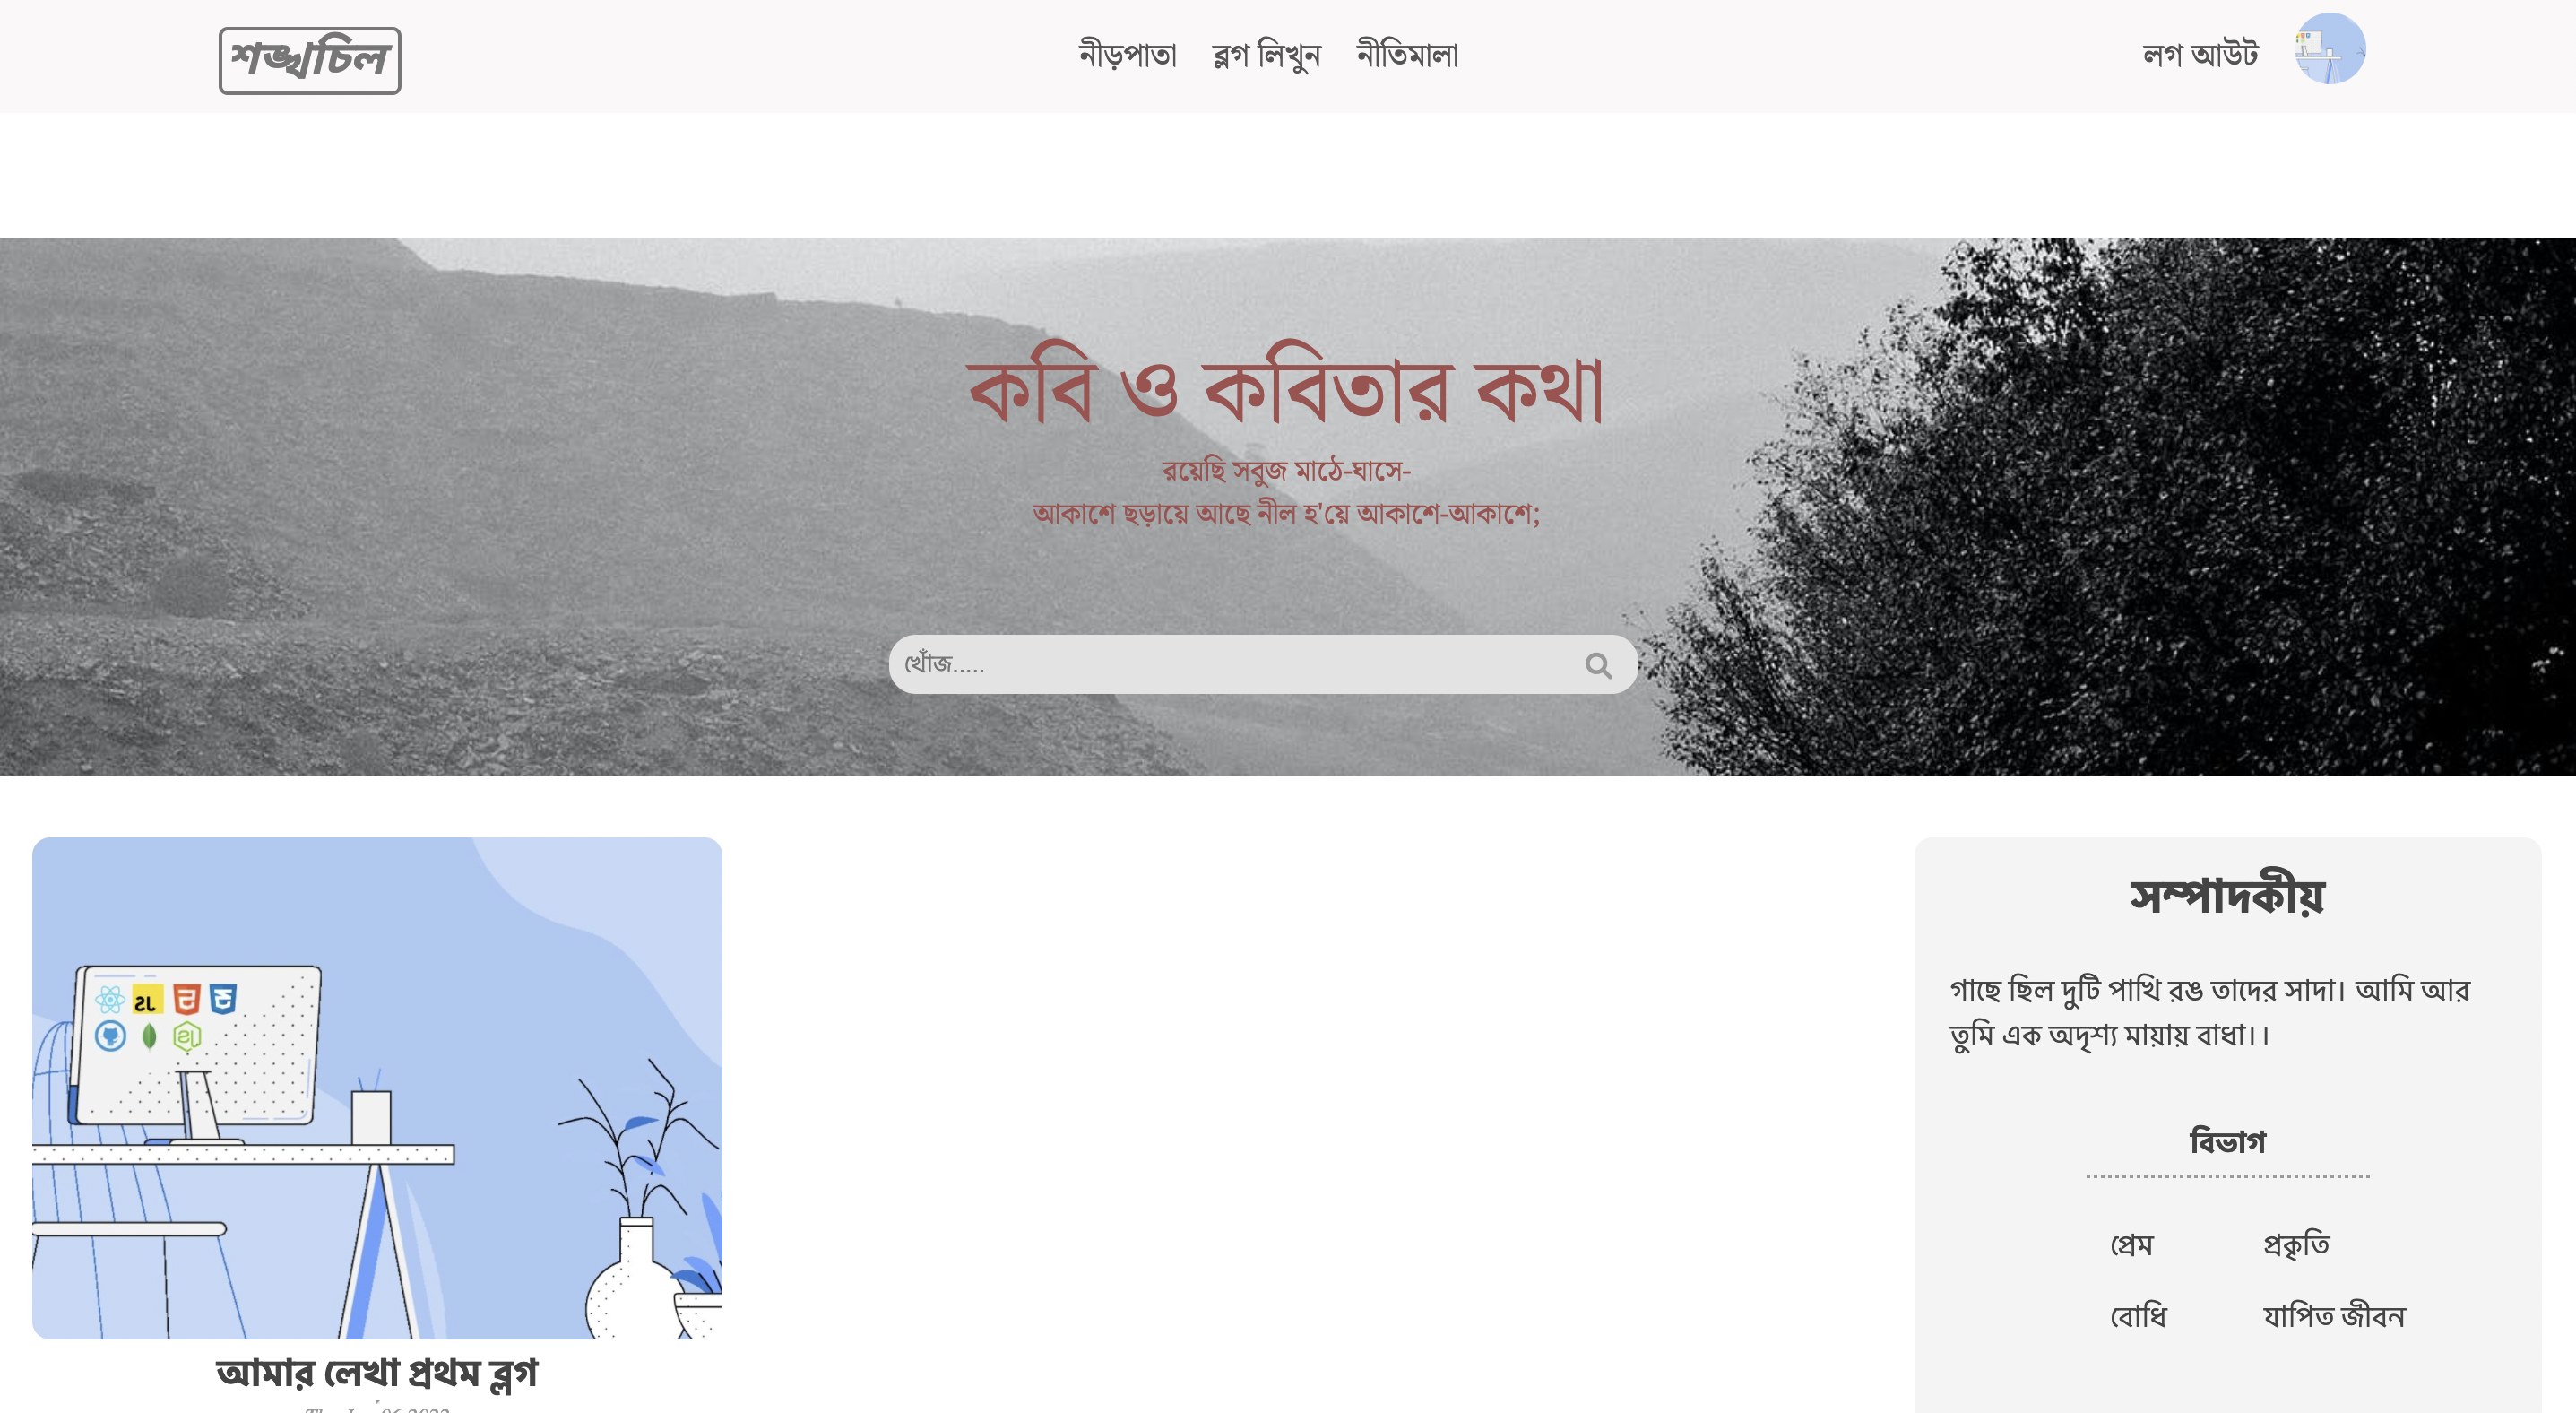 শঙ্খচিল
নীড়পাতা ব্লগ লিখুন নীতিমালা
লগ আউট
কবি ও কবিতার কথা
রয়েছি সবুজ মাঠে-ঘাসে-
আকাশে ছড়ায়ে আছে নীল হ'য়ে আকাশে-আকাশে;
খোঁজ.....
আমার লেখা প্রথম ব্লগ
সম্পাদকীয়
গাছে ছিল দুটি পাখি রঙ তাদের সাদা। আমি আর
তুমি এক অদৃশ্য মায়ায় বাধা।।
বিভাগ
প্রেম প্রকৃতি
বোধি যাপিত জীবন